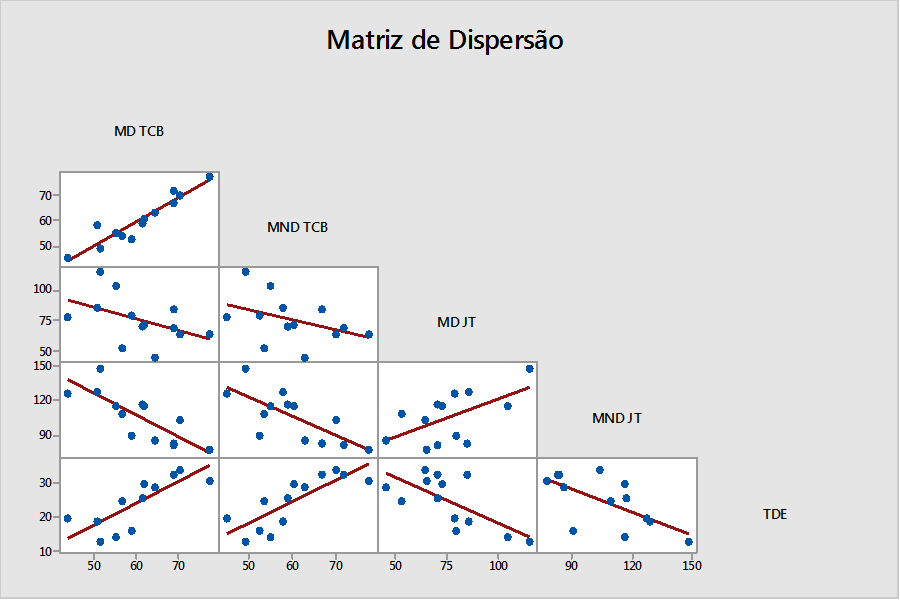 Matriz de Dispersão
MD TCB
70
60
50
MND TCB
100
75
50
MD JT
150
120
90
MND JT
30
20
10
TDE
50 60 70 50 60 70 50 75 100 90 120 150